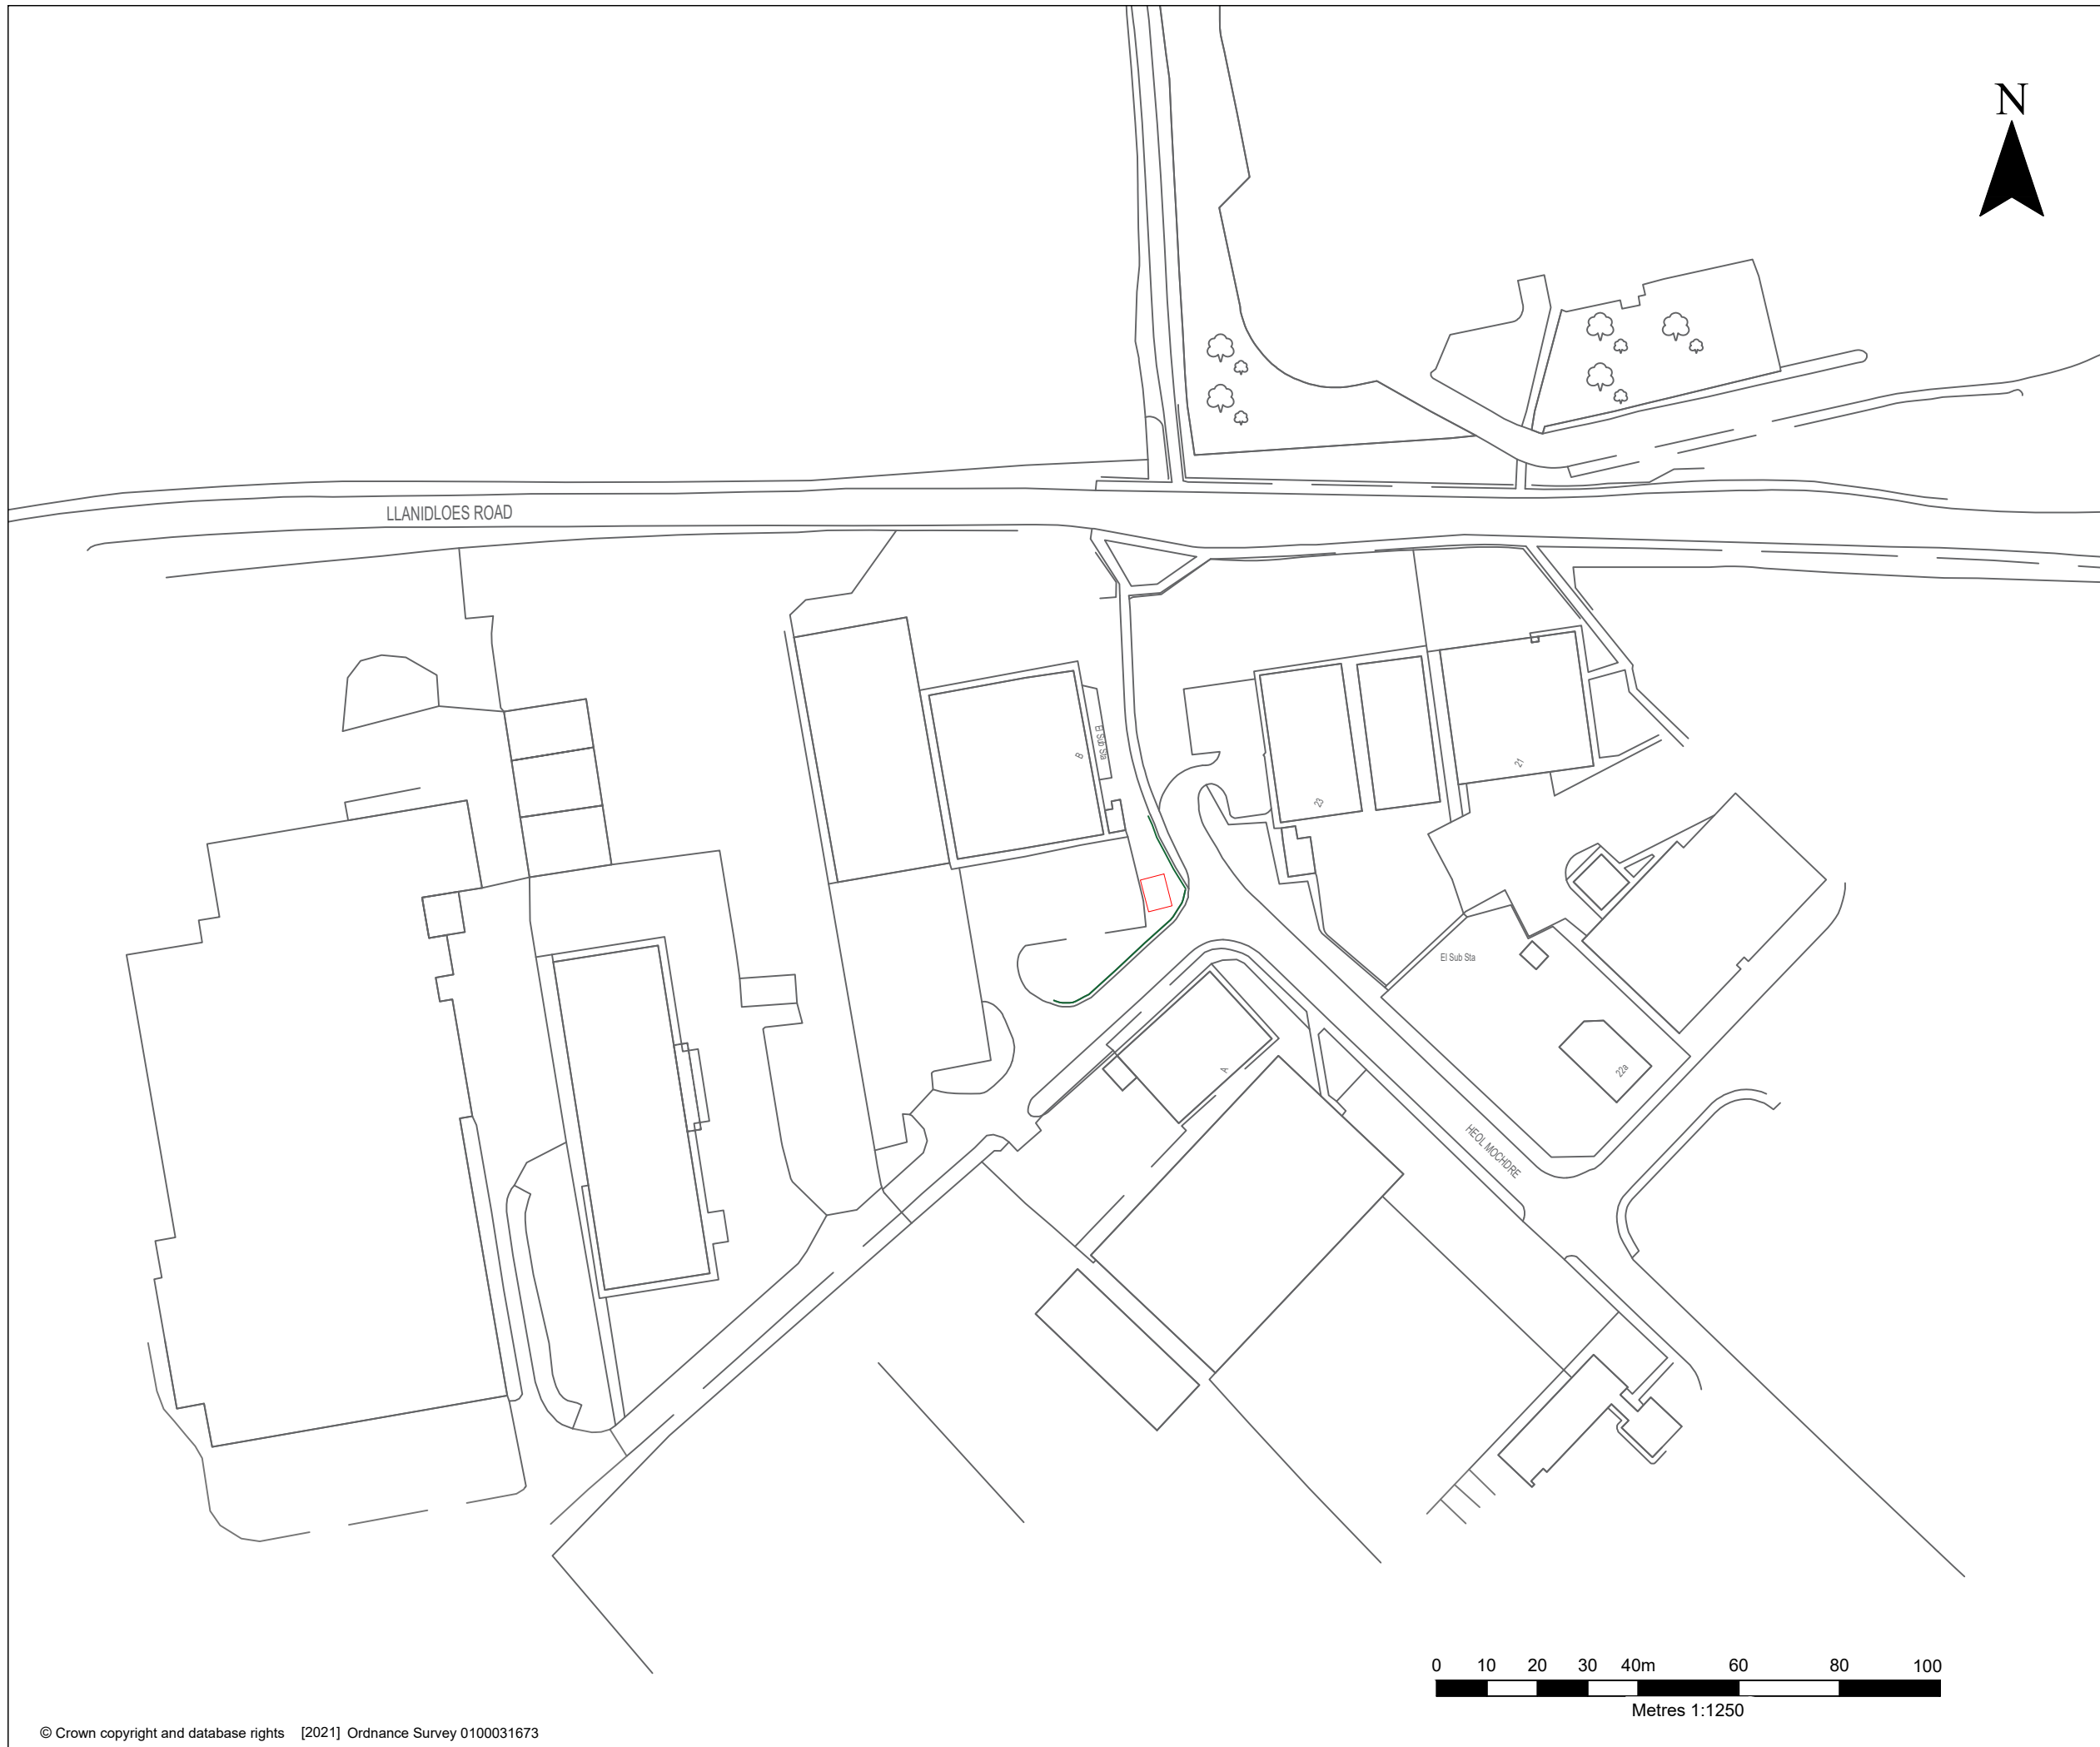 N
LLANIDLOES ROAD
El Sub Sta
B
23
21
El Sub Sta
22a
A
HEOL MOCHDRE
0 10 20 30 40m 60 80 100
Metres 1:1250
© Crown copyright and database rights [2021] Ordnance Survey 0100031673